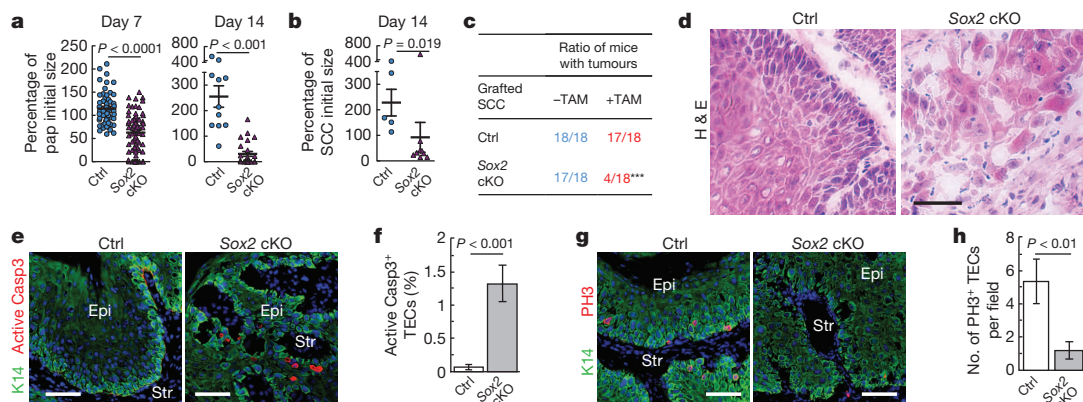 a
Day 7
Day 14
Percentage of
pap initial size
P < 0.0001
250
200
150
100
50
0
Ctrl
Sox2
cKO
P < 0.001
800
400
300
200
100
0
Ctrl
Sox2
cKO
b
Day 14
Percentage of
SCC initial size
P = 0.019
800
400
300
200
100
0
Ctrl
Sox2
cKO
c
Ratio of mice
with tumours
Grafted
SCC
–TAM
+TAM
Ctrl
18/18
17/18
Sox2
cKO
17/18
4/18***
d
Ctrl
Sox2 cKO
H & E
e
Ctrl
Sox2 cKO
K14 Active Casp3
Epi
Str
Epi
Str
f
Active Casp3+
TECs (%)
P < 0.001
2
1.5
1
0.5
0
Ctrl
Sox2
cKO
g
Ctrl
Sox2 cKO
K14 PH3
Epi
Str
Epi
Str
h
No. of PH3+ TECs
per field
P < 0.01
8
6
4
2
0
Ctrl
Sox2
cKO